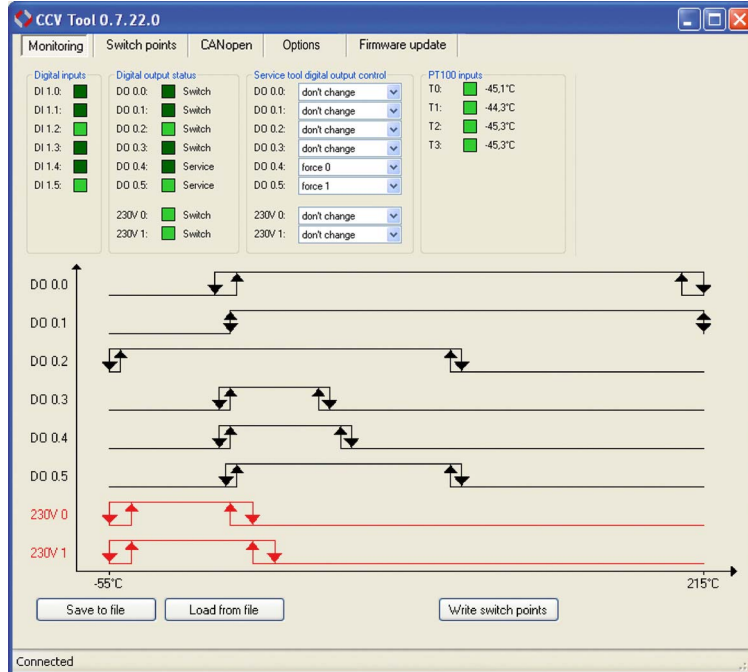 CCV Tool 0.7.22.0
Monitoring Switch points CANopen Options Firmware update
Digital inputs
DI 1.0:
DI 1.1:
DI 1.2:
DI 1.3:
DI 1.4:
DI 1.5:
Digital output status
DO 0.0: Switch
DO 0.1: Switch
DO 0.2: Switch
DO 0.3: Switch
DO 0.4: Service
DO 0.5: Service
230V 0: Switch
230V 1: Switch
Service tool digital output control
DO 0.0: don't change
DO 0.1: don't change
DO 0.2: don't change
DO 0.3: don't change
DO 0.4: force 0
DO 0.5: force 1
230V 0: don't change
230V 1: don't change
PT100 inputs
T0: -45,1°C
T1: -44,3°C
T2: -45,3°C
T3: -45,3°C
DO 0.0
DO 0.1
DO 0.2
DO 0.3
DO 0.4
DO 0.5
230V 0
230V 1
-55°C 215°C
Save to file Load from file Write switch points
Connected